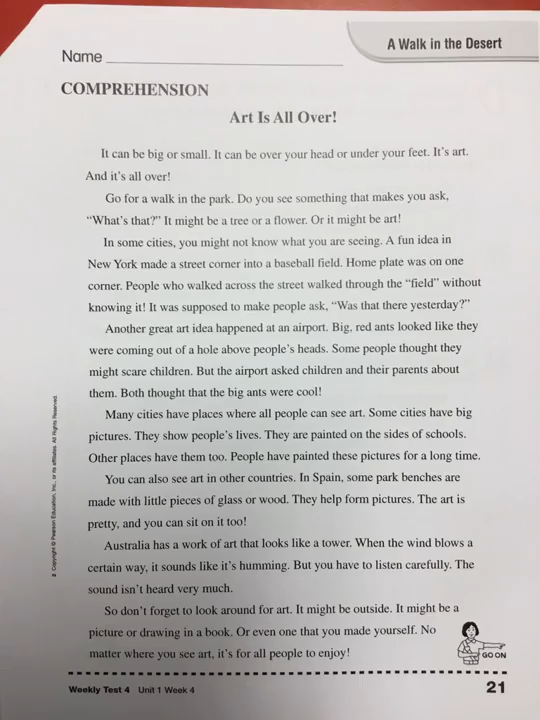 A Walk in the Desert
Name
COMPREHENSION
Art Is All Over!
It can be big or small. It can be over your head or under your feet. It's art.
And it's all over!
Go for a walk in the park. Do you see something that makes you ask,
"What's that?" It might be a tree or a flower. Or it might be art!
In some cities, you might not know what you are seeing. A fun idea in
New York made a street corner into a baseball field. Home plate was on one
corner. People who walked across the street walked through the "field" without
knowing it! It was supposed to make people ask, "Was that there yesterday?"
Another great art idea happened at an airport. Big, red ants looked like they
were coming out of a hole above people's heads. Some people thought they
might scare children. But the airport asked children and their parents about
them. Both thought that the big ants were cool!
Many cities have places where all people can see art. Some cities have big
pictures. They show people's lives. They are painted on the sides of schools.
Other places have them too. People have painted these pictures for a long time.
You can also see art in other countries. In Spain, some park benches are
made with little pieces of glass or wood. They help form pictures. The art is
pretty, and you can sit on it too!
Australia has a work of art that looks like a tower. When the wind blows a
certain way, it sounds like it's humming. But you have to listen carefully. The
sound isn't heard very much.
So don't forget to look around for art. It might be outside. It might be a
picture or drawing in a book. Or even one that you made yourself. No
matter where you see art, it's for all people to enjoy!
GO ON
Weekly Test 4 Unit 1 Week 4
21
Copyright © Pearson Education, Inc., or its affiliates. All Rights Reserved.